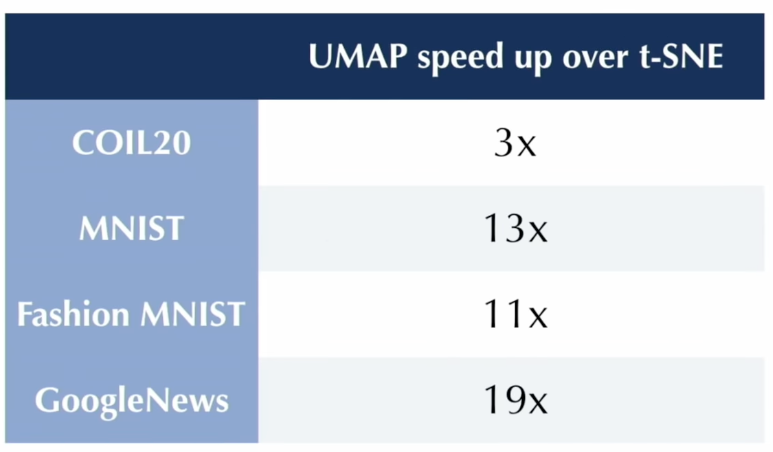 UMAP speed up over t-SNE
COIL20 3x
MNIST 13x
Fashion MNIST 11x
GoogleNews 19x